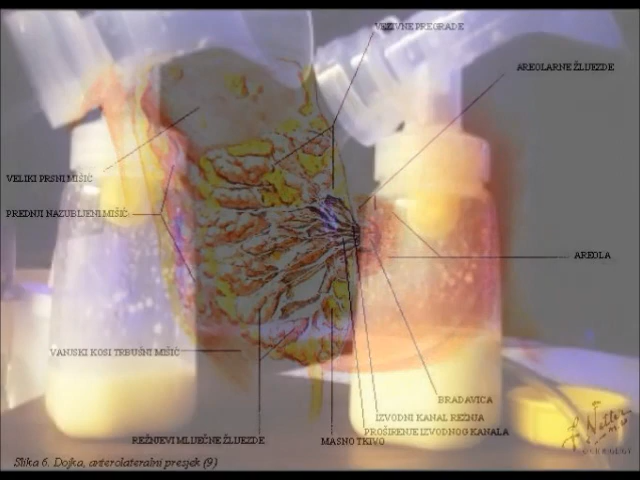 VEZIVNE PREGRADE
AREOLARNE ŽLIJEZDE
VELIKI PRSNI MIŠIĆ
PREDNJI NAZUBLJENI MIŠIĆ
AREOLA
VANJSKI KOSI TRBUŠNI MIŠIĆ
BRADAVICA
IZVODNI KANAL REŽNJA
PROŠIRENJE IZVODNOG KANALA
REŽNJEVI MLIJEČNE ŽLIJEZDE
MASNO TKIVO
F. Netter
Slika 6. Dojka, anterolateralni presjek (9)